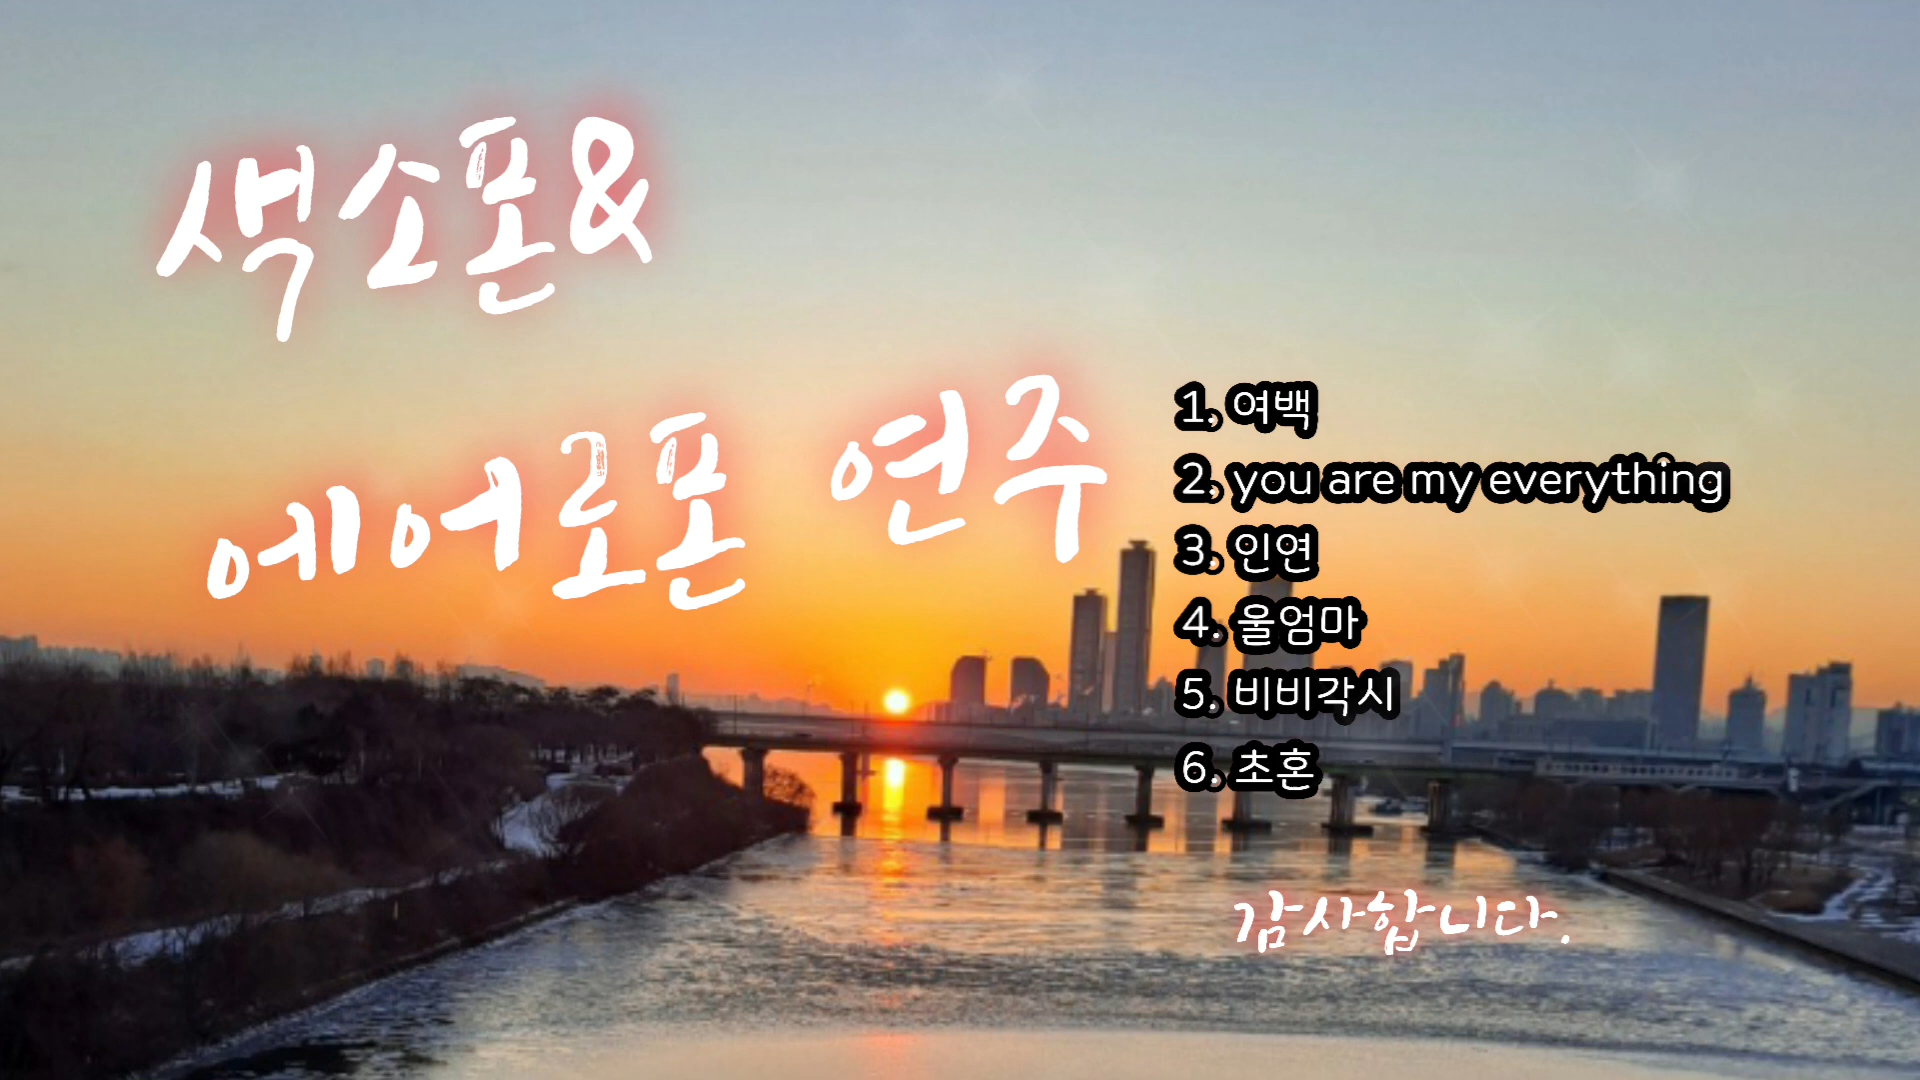 색소폰&
에어로폰 연주
1. 여백
2. you are my everything
3. 인연
4. 울엄마
5. 비비각시
6. 초혼
감사합니다.